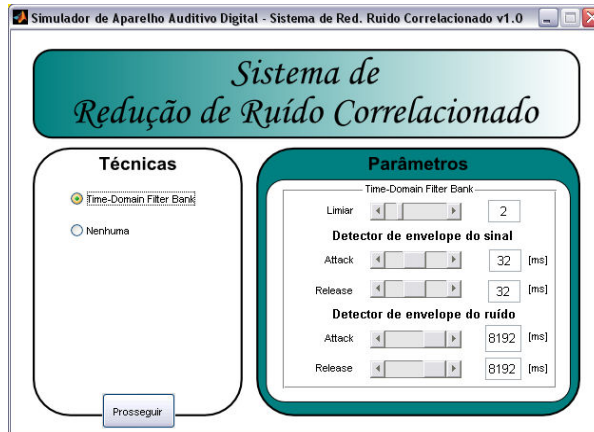 Simulador de Aparelho Auditivo Digital - Sistema de Red. Ruido Correlacionado v1.0
Sistema de
Redução de Ruído Correlacionado
Técnicas
Time-Domain Filter Bank
Nenhuma
Prosseguir
Parâmetros
Time-Domain Filter Bank
Limiar 2
Detector de envelope do sinal
Attack 32 [ms]
Release 32 [ms]
Detector de envelope do ruído
Attack 8192 [ms]
Release 8192 [ms]